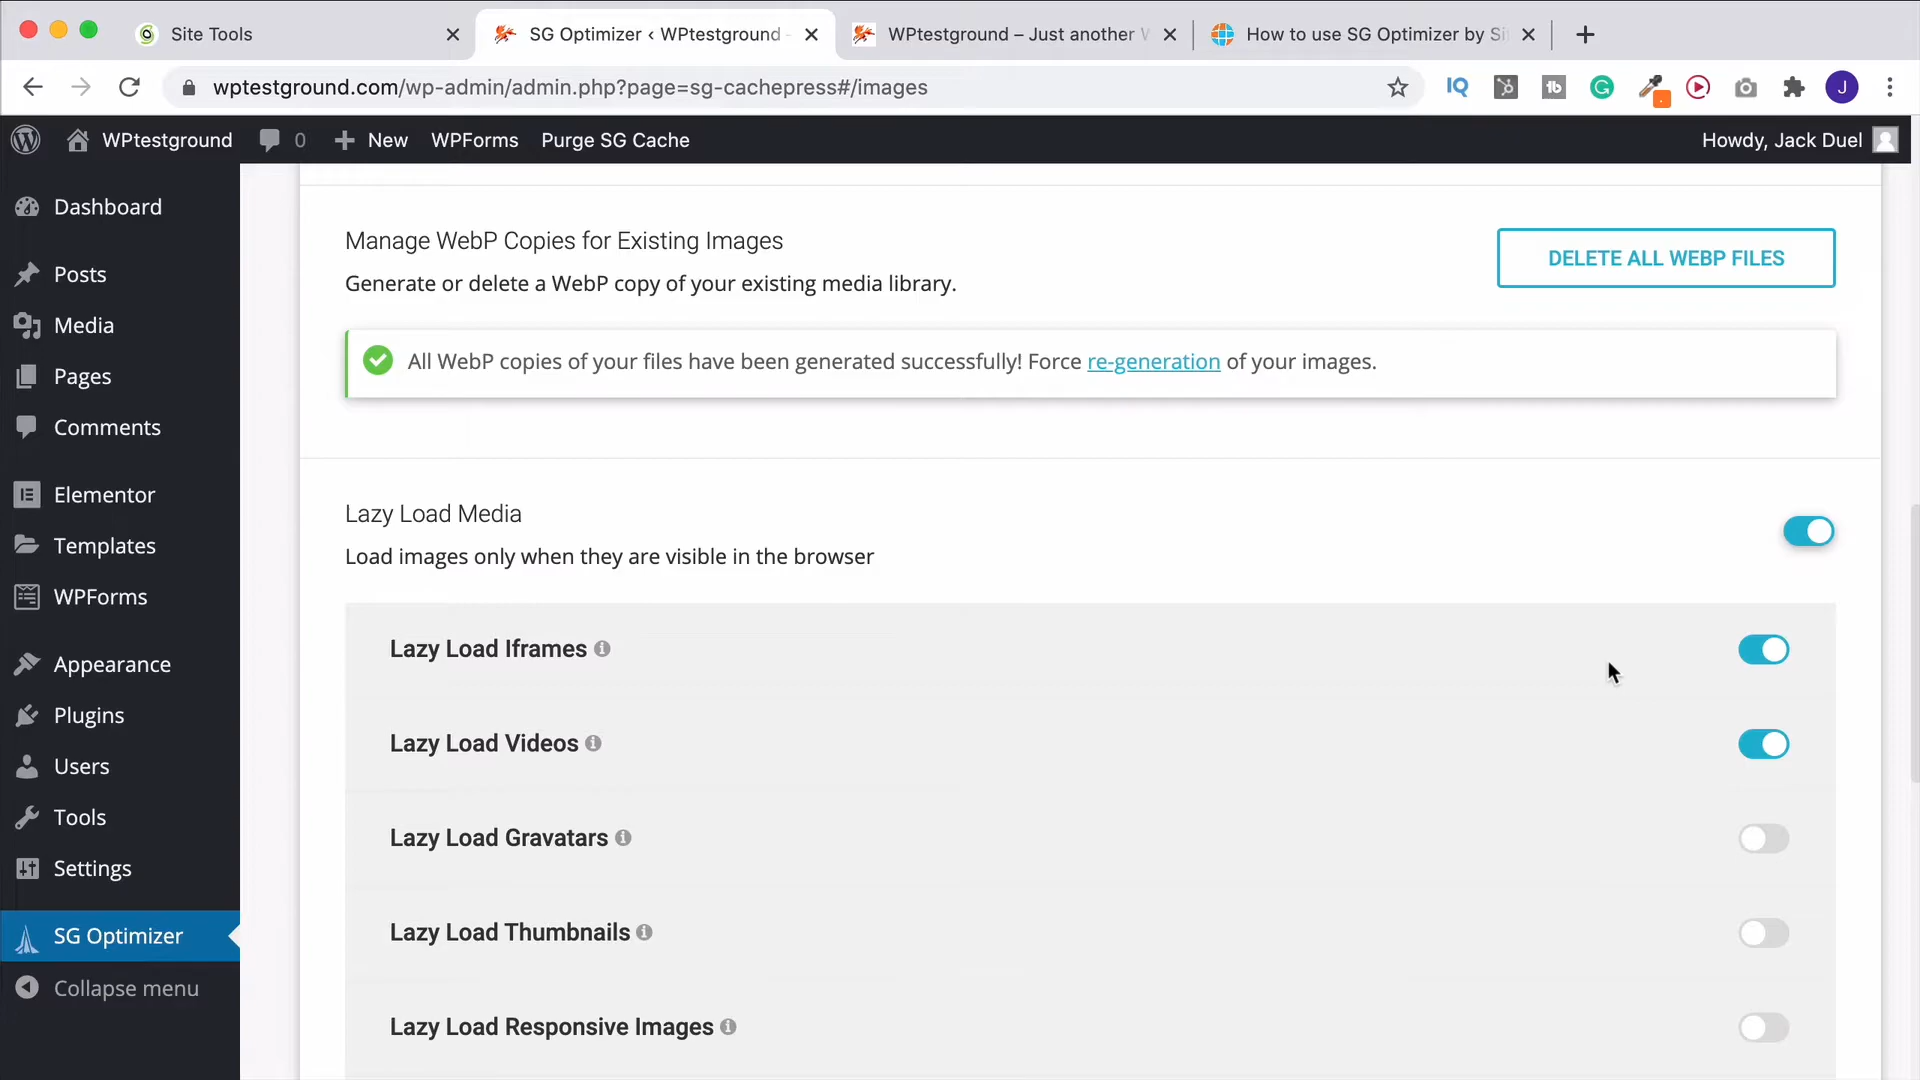 Site Tools
SG Optimizer ‹ WPtestground -
WPtestground – Just another W
How to use SG Optimizer by Si
wptestground.com/wp-admin/admin.php?page=sg-cachepress#/images
IQ
tb
J
WPtestground
0
New
WPForms
Purge SG Cache
Howdy, Jack Duel
Dashboard
Posts
Media
Pages
Comments
Elementor
Templates
WPForms
Appearance
Plugins
Users
Tools
Settings
SG Optimizer
Collapse menu
Manage WebP Copies for Existing Images
Generate or delete a WebP copy of your existing media library.
DELETE ALL WEBP FILES
All WebP copies of your files have been generated successfully! Force re-generation of your images.
Lazy Load Media
Load images only when they are visible in the browser
Lazy Load Iframes
Lazy Load Videos
Lazy Load Gravatars
Lazy Load Thumbnails
Lazy Load Responsive Images